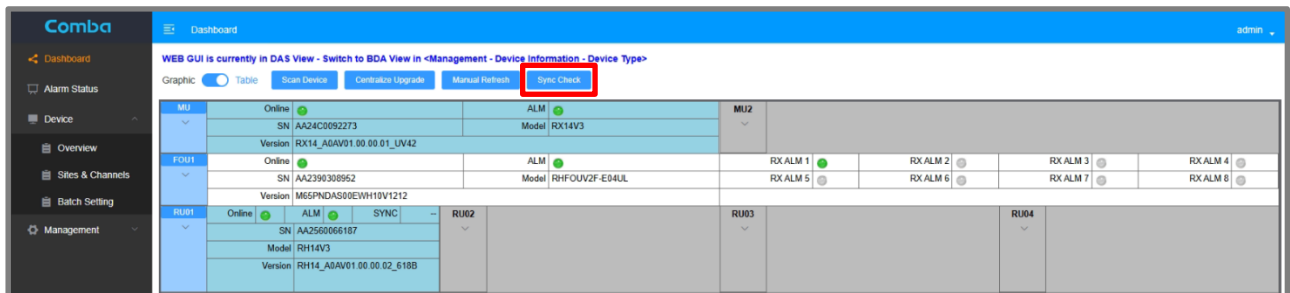 Comba
Dashboard
admin
Dashboard
Alarm Status
Device
Overview
Sites & Channels
Batch Setting
Management
WEB GUI is currently in DAS View - Switch to BDA View in <Management - Device Information - Device Type>
Graphic Table Scan Device Centralize Upgrade Manual Refresh Sync Check
MU Online ALM MU2
SN AA24C0092273 Model RX14V3
Version RX14_A0AV01.00.00.01_UV42
FOU1 Online ALM RX ALM 1 RX ALM 2 RX ALM 3 RX ALM 4
SN AA2390308952 Model RHFOUV2F-E04UL RX ALM 5 RX ALM 6 RX ALM 7 RX ALM 8
Version M65PNDAS00EWH10V1212
RU01 Online ALM SYNC -- RU02 RU03 RU04
SN AA2560066187
Model RH14V3
Version RH14_A0AV01.00.00.02_618B